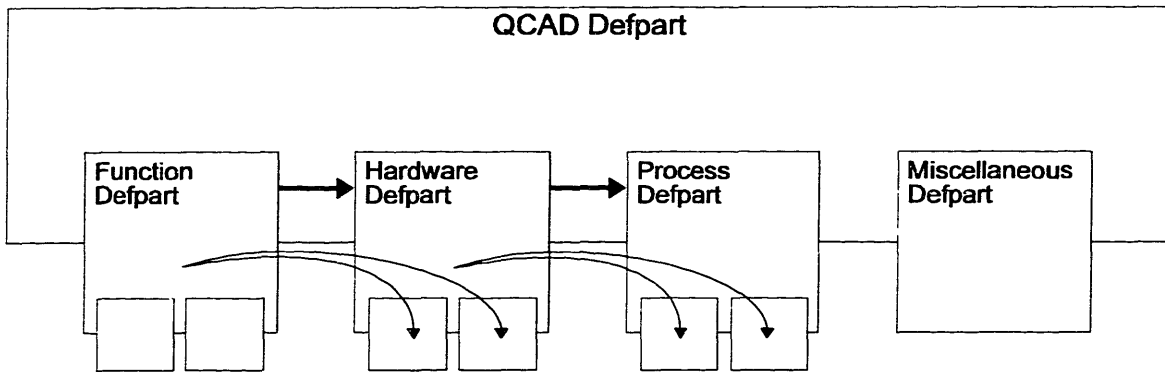 QCAD Defpart
Function
Defpart
Hardware
Defpart
Process
Defpart
Miscellaneous
Defpart